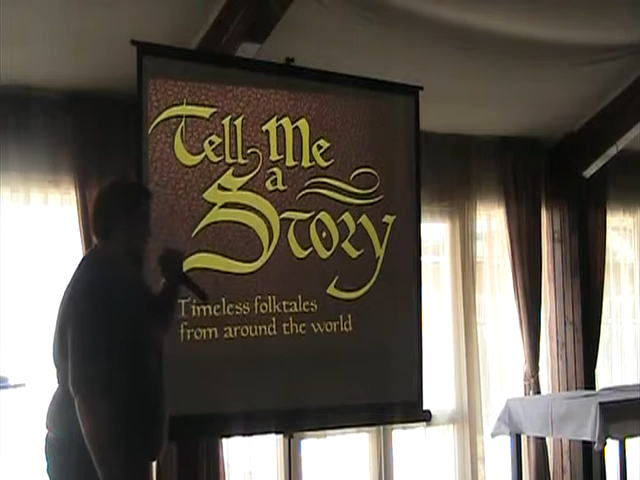 Tell Me
a
Story
Timeless folktales
from around the world